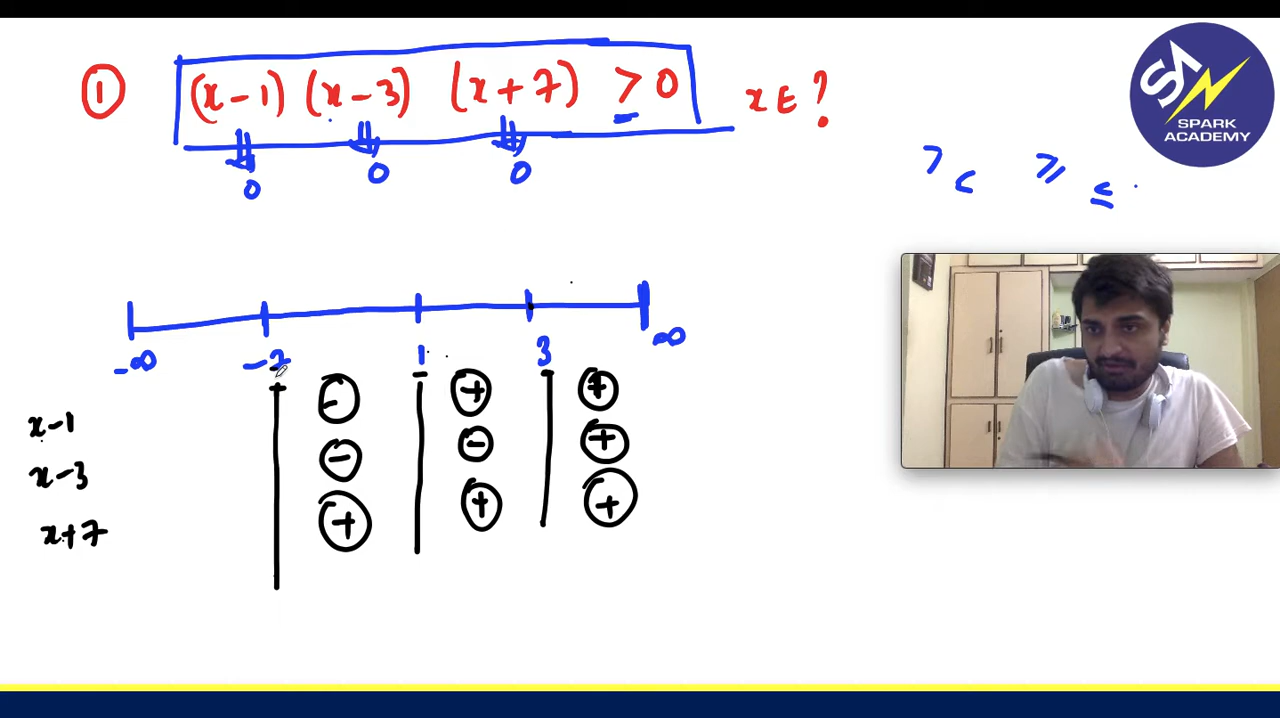 ① (x-1) (x-3) (x+7) > 0 x ∈ ?
SPARK
ACADEMY
0 0 0
> < ≥ ≤
-∞ -7 1 3 ∞
- + +
x-1
- - +
x-3
+ + +
x+7